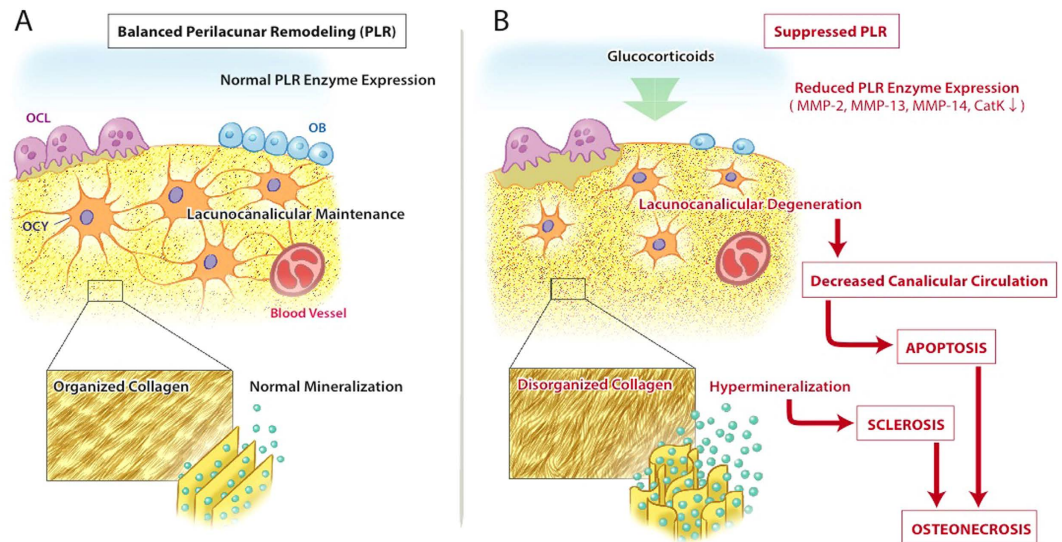 A
Balanced Perilacunar Remodeling (PLR)
Normal PLR Enzyme Expression
OCL
OB
Lacunocanalicular Maintenance
OCY
Blood Vessel
Organized Collagen
Normal Mineralization
B
Suppressed PLR
Glucocorticoids
Reduced PLR Enzyme Expression
( MMP-2, MMP-13, MMP-14, CatK ↓ )
Lacunocanalicular Degeneration
Decreased Canalicular Circulation
APOPTOSIS
Disorganized Collagen
Hypermineralization
SCLEROSIS
OSTEONECROSIS